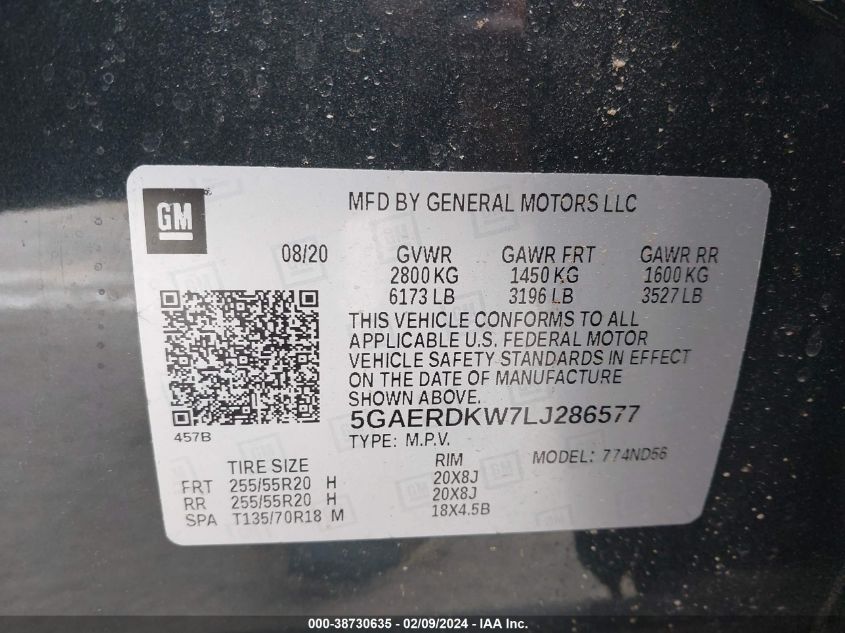 GM
MFD BY GENERAL MOTORS LLC
08/20 GVWR GAWR FRT GAWR RR
2800 KG 1450 KG 1600 KG
6173 LB 3196 LB 3527 LB
THIS VEHICLE CONFORMS TO ALL
APPLICABLE U.S. FEDERAL MOTOR
VEHICLE SAFETY STANDARDS IN EFFECT
ON THE DATE OF MANUFACTURE
SHOWN ABOVE.
5GAERDKW7LJ286577
457B
TYPE: M.P.V. MODEL: 774ND56
TIRE SIZE RIM
FRT 255/55R20 H 20X8J
RR 255/55R20 H 20X8J
SPA T135/70R18 M 18X4.5B
000-38730635 - 02/09/2024 - IAA Inc.